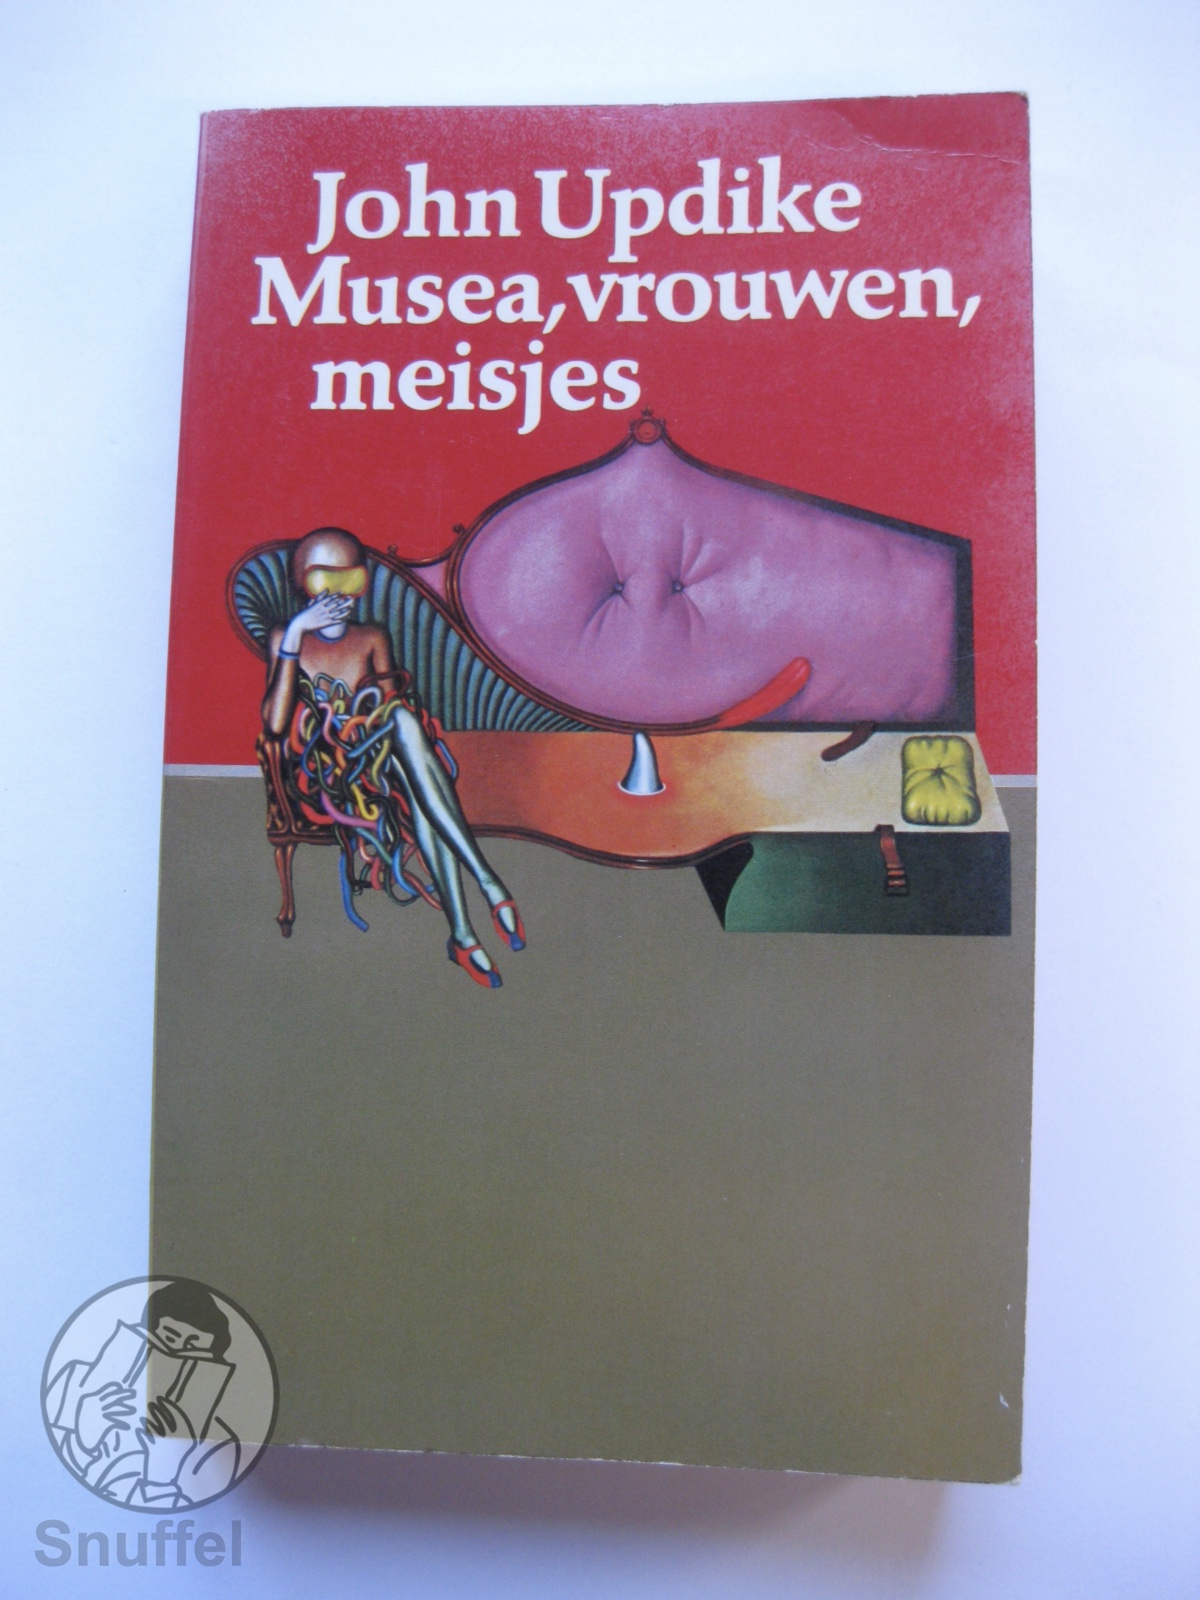 John Updike
Musea, vrouwen,
meisjes
Snuffel